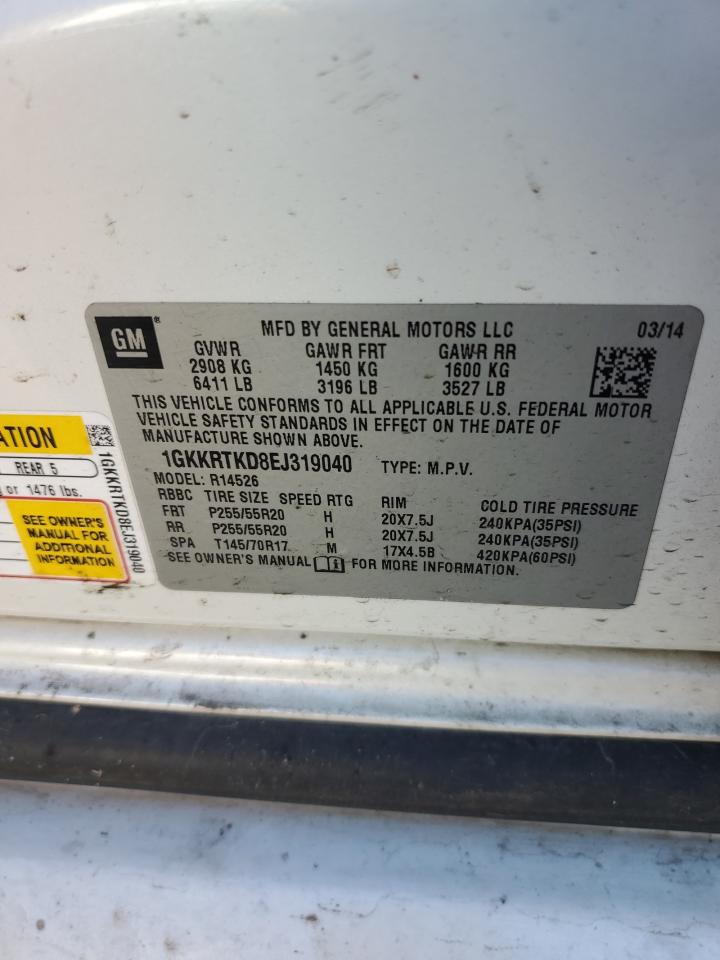 GM
®
MFD BY GENERAL MOTORS LLC
03/14
GVWR GAWR FRT GAWR RR
2908 KG 1450 KG 1600 KG
6411 LB 3196 LB 3527 LB
THIS VEHICLE CONFORMS TO ALL APPLICABLE U.S. FEDERAL MOTOR
VEHICLE SAFETY STANDARDS IN EFFECT ON THE DATE OF
MANUFACTURE SHOWN ABOVE.
1GKKRTKD8EJ319040 TYPE: M.P.V.
MODEL: R14526
RBBC TIRE SIZE SPEED RTG RIM COLD TIRE PRESSURE
FRT P255/55R20 H 20X7.5J 240KPA(35PSI)
RR P255/55R20 H 20X7.5J 240KPA(35PSI)
SPA T145/70R17 M 17X4.5B 420KPA(60PSI)
SEE OWNER'S MANUAL FOR MORE INFORMATION.
ATION
REAR 5
or 1476 lbs.
SEE OWNER'S
MANUAL FOR
ADDITIONAL
INFORMATION
1GKKRTKD8EJ319040